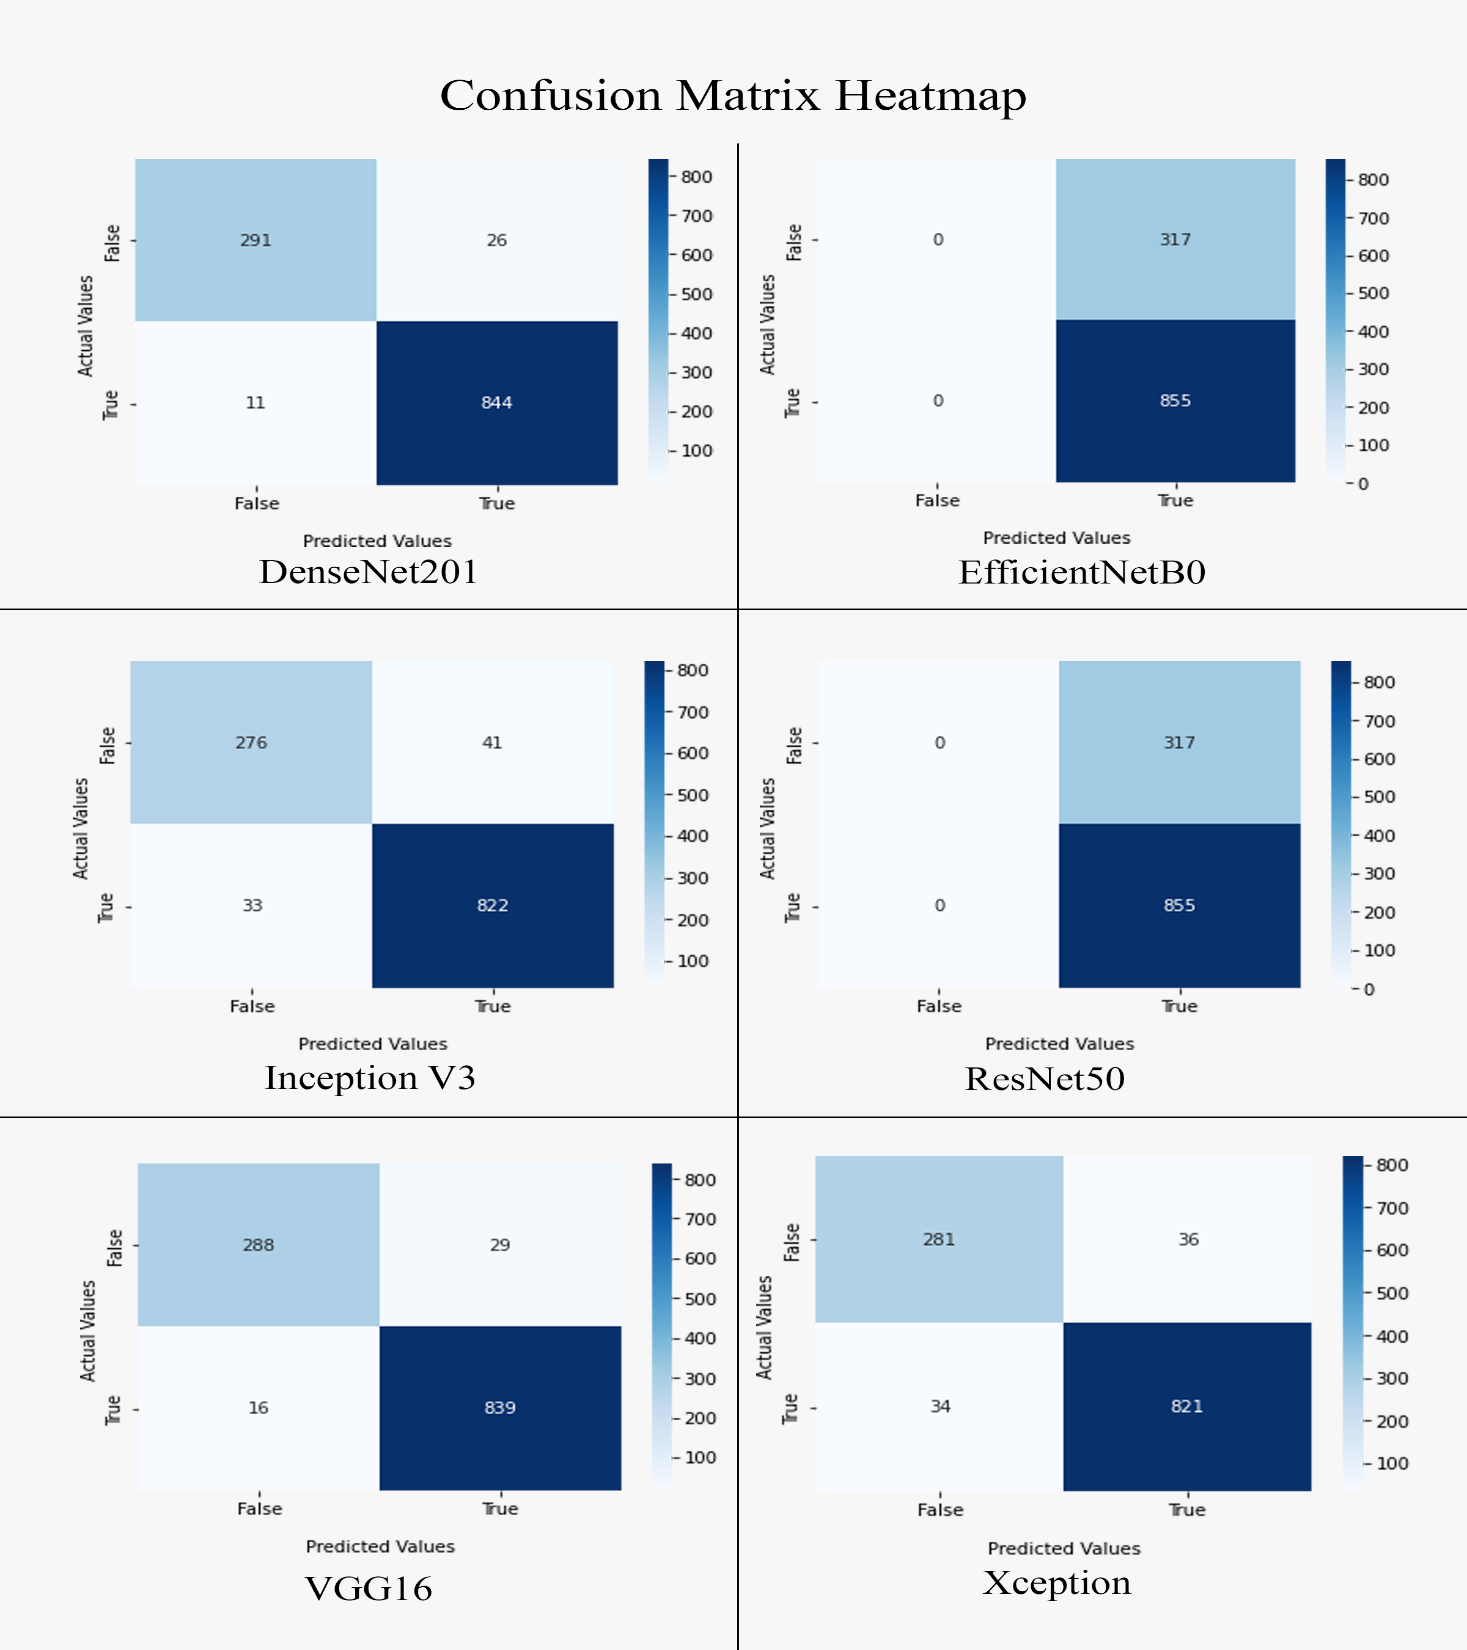 Confusion Matrix Heatmap
Actual Values
False
True
291 26
11 844
800
700
600
500
400
300
200
100
False True
Predicted Values
DenseNet201
Actual Values
False
True
0 317
0 855
800
700
600
500
400
300
200
100
0
False True
Predicted Values
EfficientNetB0
Actual Values
False
True
276 41
33 822
800
700
600
500
400
300
200
100
False True
Predicted Values
Inception V3
Actual Values
False
True
0 317
0 855
800
700
600
500
400
300
200
100
0
False True
Predicted Values
ResNet50
Actual Values
False
True
288 29
16 839
800
700
600
500
400
300
200
100
False True
Predicted Values
VGG16
Actual Values
False
True
281 36
34 821
800
700
600
500
400
300
200
100
False True
Predicted Values
Xception